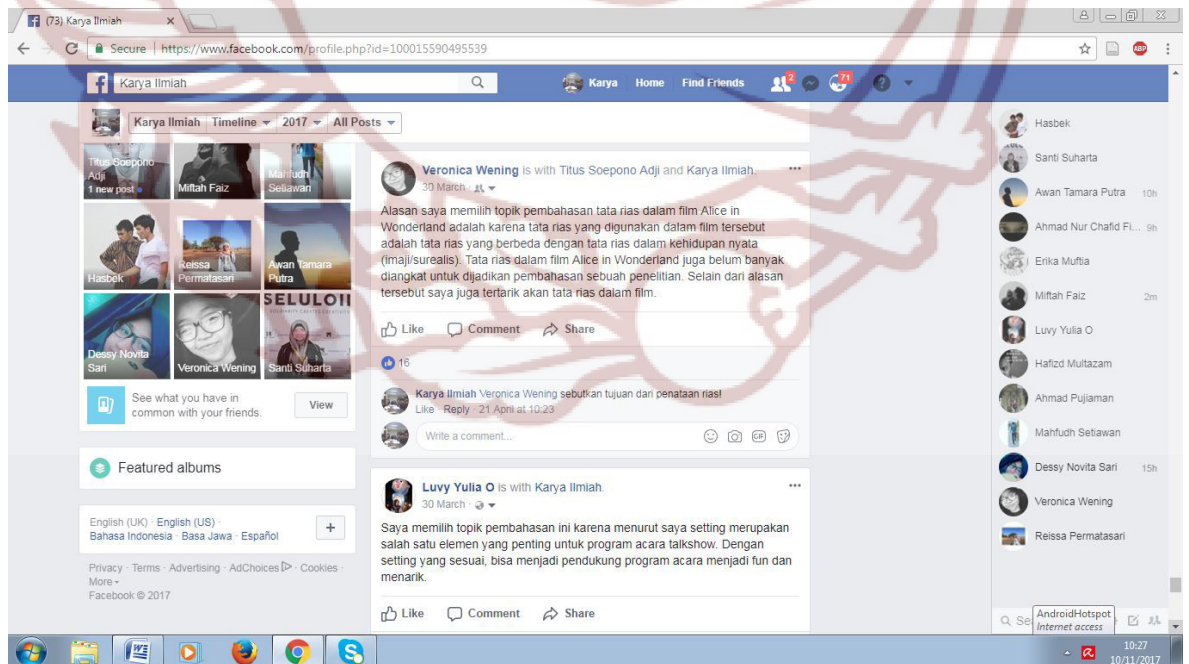 (73) Karya Ilmiah
Secure | https://www.facebook.com/profile.php?id=100015590495539
ABP
Karya Ilmiah
Karya Home Find Friends 2 71
Karya Ilmiah Timeline 2017 All Posts
Titus Soepono
Adji
1 new post
Miftah Faiz
Mahfudh
Setiawan
Hasbek
Reissa
Permatasari
Awan Tamara
Putra
SELULOI
Dessy Novita
Sari
Veronica Wening
Santi Suharta
See what you have in
common with your friends.
View
Featured albums
English (UK) · English (US) ·
Bahasa Indonesia · Basa Jawa · Español
Privacy · Terms · Advertising · AdChoices · Cookies ·
More
Facebook © 2017
Veronica Wening is with Titus Soepono Adji and Karya Ilmiah.
30 March ·
Alasan saya memilih topik pembahasan tata rias dalam film Alice in
Wonderland adalah karena tata rias yang digunakan dalam film tersebut
adalah tata rias yang berbeda dengan tata rias dalam kehidupan nyata
(imaji/surealis). Tata rias dalam film Alice in Wonderland juga belum banyak
diangkat untuk dijadikan pembahasan sebuah penelitian. Selain dari alasan
tersebut saya juga tertarik akan tata rias dalam film.
Like Comment Share
16
Karya Ilmiah Veronica Wening sebutkan tujuan dari penataan rias!
Like · Reply · 21 April at 10:23
Write a comment...
GIF
Luvy Yulia O is with Karya Ilmiah.
30 March ·
Saya memilih topik pembahasan ini karena menurut saya setting merupakan
salah satu elemen yang penting untuk program acara talkshow. Dengan
setting yang sesuai, bisa menjadi pendukung program acara menjadi fun dan
menarik.
Like Comment Share
Hasbek
Santi Suharta
Awan Tamara Putra 10h
Ahmad Nur Chafid Fi... 9h
Erika Muftia
Miftah Faiz 2m
Luvy Yulia O
Hafizd Multazam
Ahmad Pujiman
Mahfudh Setiawan
Dessy Novita Sari 15h
Veronica Wening
Reissa Permatasari
AndroidHotspot
Internet access
10:27
10/11/2017